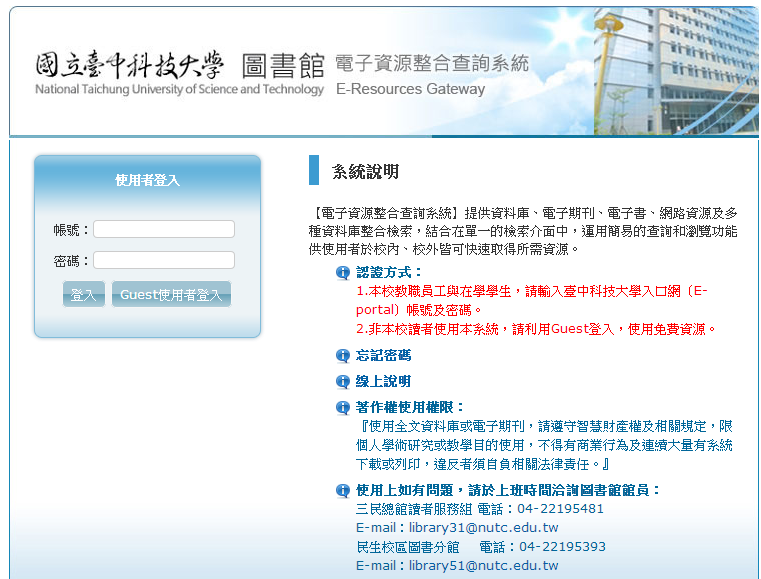 國立臺中科技大學 圖書館 電子資源整合查詢系統
National Taichung University of Science and Technology E-Resources Gateway
使用者登入
帳號：
密碼：
登入 Guest使用者登入
系統說明
【電子資源整合查詢系統】提供資料庫、電子期刊、電子書、網路資源及多
種資料庫整合檢索，結合在單一的檢索介面中，運用簡易的查詢和瀏覽功能
供使用者於校內、校外皆可快速取得所需資源。
認證方式：
1.本校教職員工與在學學生，請輸入臺中科技大學入口網〔E-
portal〕帳號及密碼。
2.非本校讀者使用本系統，請利用Guest登入，使用免費資源。
忘記密碼
線上說明
著作權使用權限：
『使用全文資料庫或電子期刊，請遵守智慧財產權及相關規定，限
個人學術研究或教學目的使用，不得有商業行為及連續大量有系統
下載或列印，違反者須自負相關法律責任。』
使用上如有問題，請於上班時間洽詢圖書館館員：
三民總館讀者服務組 電話：04-22195481
E-mail：library31@nutc.edu.tw
民生校區圖書分館 電話：04-22195393
E-mail：library51@nutc.edu.tw